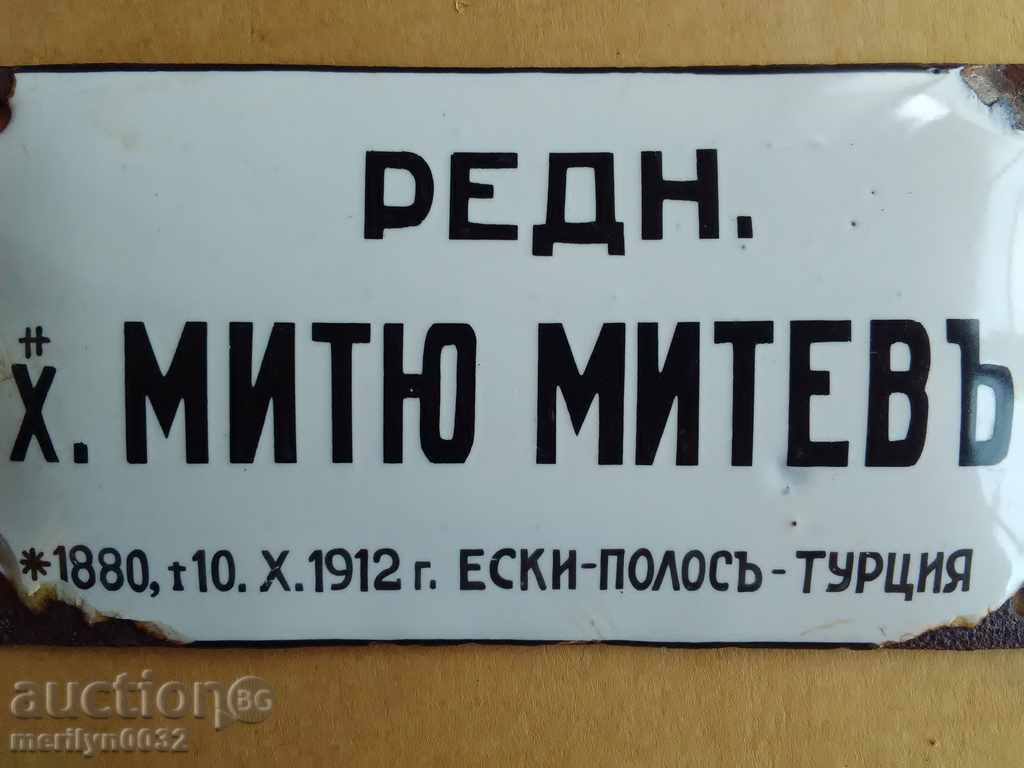 РЕДН.
Х. МИТЮ МИТЕВЪ
*1880, †10. X. 1912 г. ЕСКИ-ПОЛОСЪ - ТУРЦИЯ
auction BG
merilyn0032